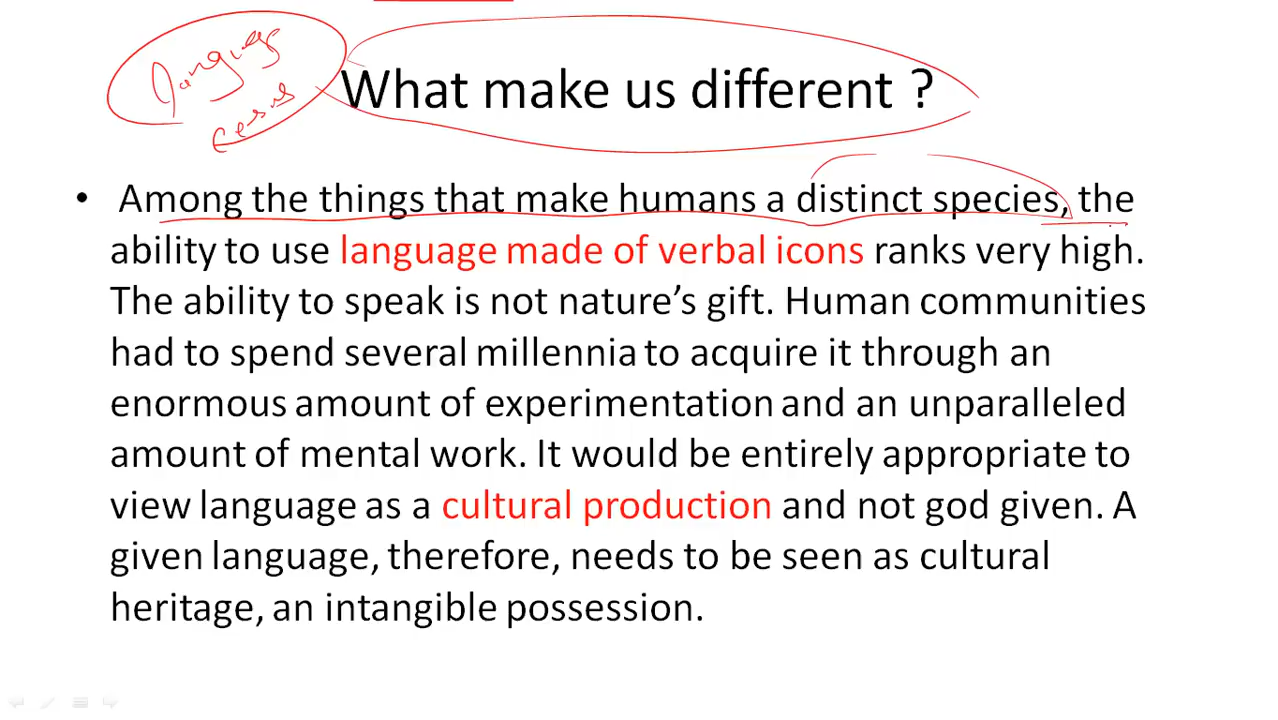 language
What make us different ?
• Among the things that make humans a distinct species, the
ability to use language made of verbal icons ranks very high.
The ability to speak is not nature’s gift. Human communities
had to spend several millennia to acquire it through an
enormous amount of experimentation and an unparalleled
amount of mental work. It would be entirely appropriate to
view language as a cultural production and not god given. A
given language, therefore, needs to be seen as cultural
heritage, an intangible possession.